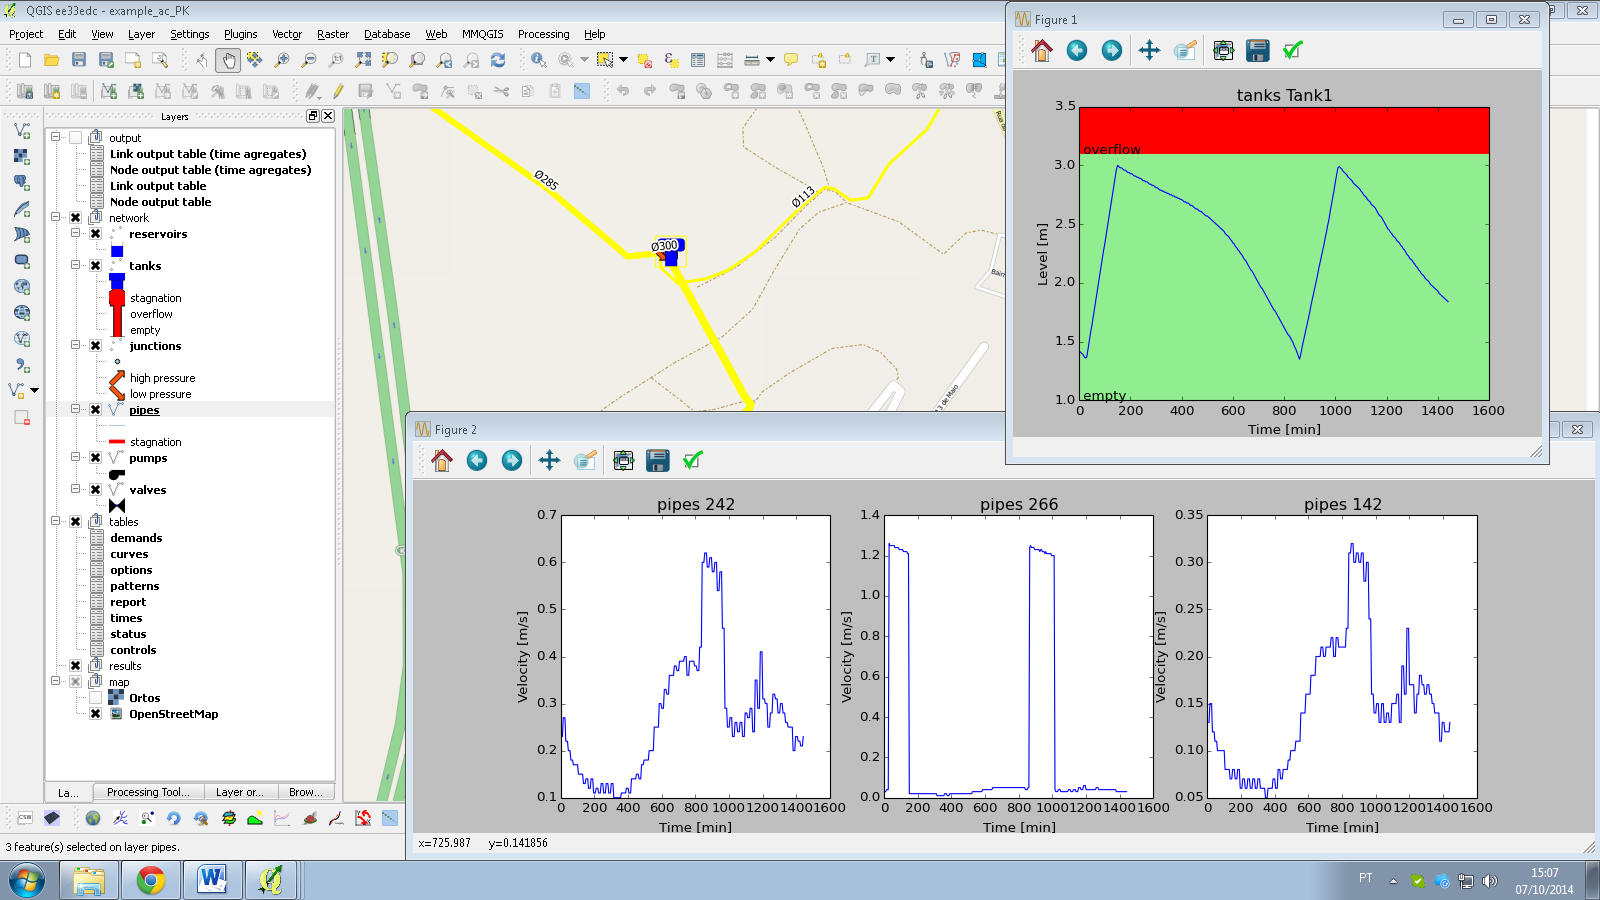 QGIS ee33edc - example_ac_PK
Project Edit View Layer Settings Plugins Vector Raster Database Web MMQGIS Processing Help
Layers
output
Link output table (time agregates)
Node output table (time agregates)
Link output table
Node output table
network
reservoirs
tanks
stagnation
overflow
empty
junctions
high pressure
low pressure
pipes
stagnation
pumps
valves
tables
demands
curves
options
patterns
report
times
status
controls
results
map
Ortos
OpenStreetMap
La... Processing Tool... Layer or... Brow...
CSW
3 feature(s) selected on layer pipes.
Ø285
Ø113
Ø300
Rua da
Bairr
13 de Maio
Figure 1
tanks Tank1
overflow
empty
Level [m]
3.5
3.0
2.5
2.0
1.5
1.0
0 200 400 600 800 1000 1200 1400 1600
Time [min]
Figure 2
pipes 242
Velocity [m/s]
0.7
0.6
0.5
0.4
0.3
0.2
0.1
0 200 400 600 800 1000 1200 1400 1600
Time [min]
pipes 266
Velocity [m/s]
1.4
1.2
1.0
0.8
0.6
0.4
0.2
0.0
0 200 400 600 800 1000 1200 1400 1600
Time [min]
pipes 142
Velocity [m/s]
0.35
0.30
0.25
0.20
0.15
0.10
0.05
0 200 400 600 800 1000 1200 1400 1600
Time [min]
x=725.987 y=0.141856
PT
15:07
07/10/2014